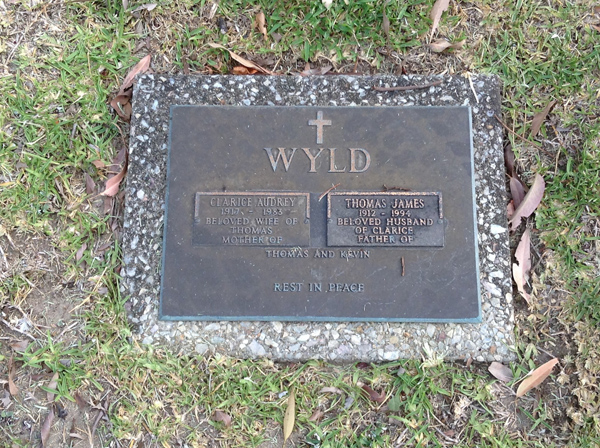 WYLD
CLARICE AUDREY
1917 - 1988
BELOVED WIFE OF
THOMAS
MOTHER OF
THOMAS JAMES
1912 - 1994
BELOVED HUSBAND
OF CLARICE
FATHER OF
THOMAS AND KEVIN
REST IN PEACE